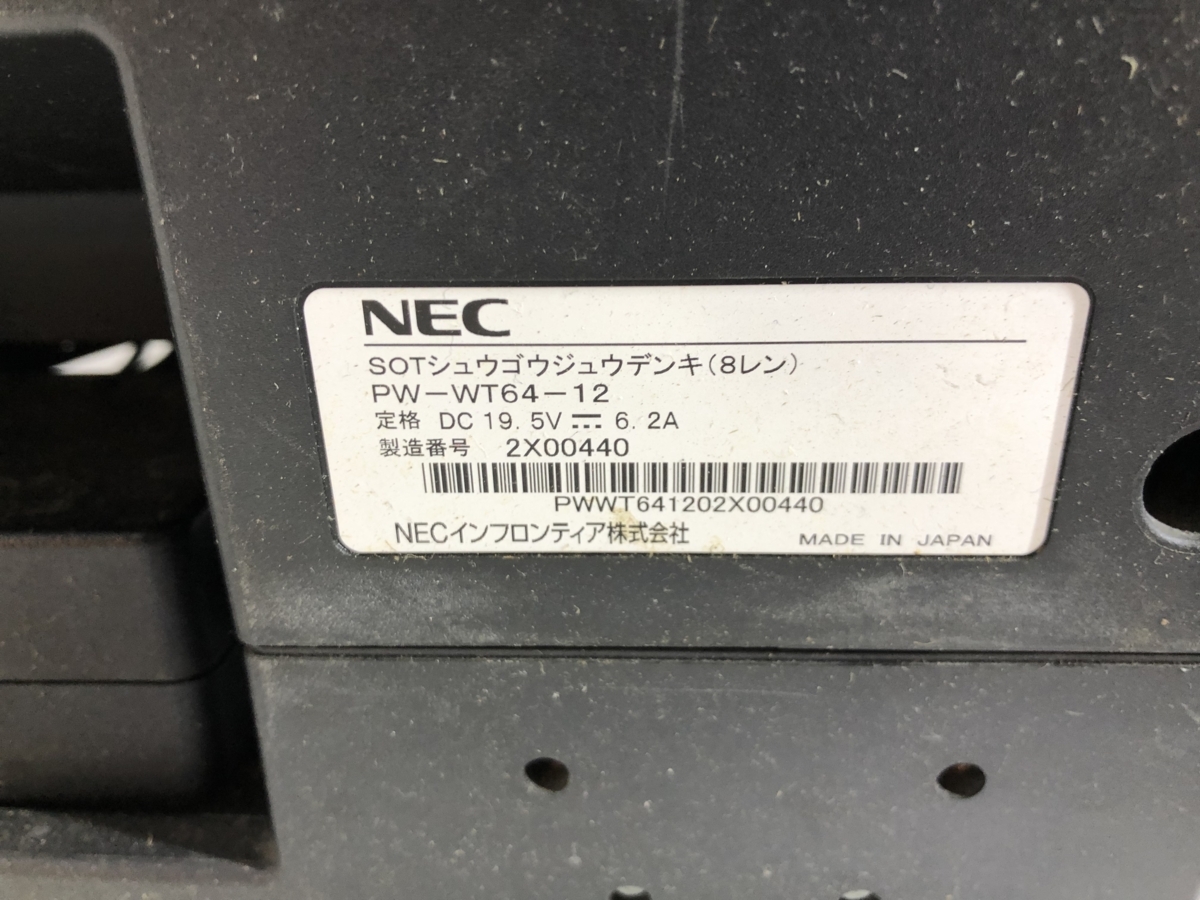 NEC
SOTシュウゴウジュウデンキ(8レン)
PW-WT64-12
定格 DC 19.5V⎓ 6.2A
製造番号 2X00440
PWWT641202X00440
NECインフロンティア株式会社
MADE IN JAPAN